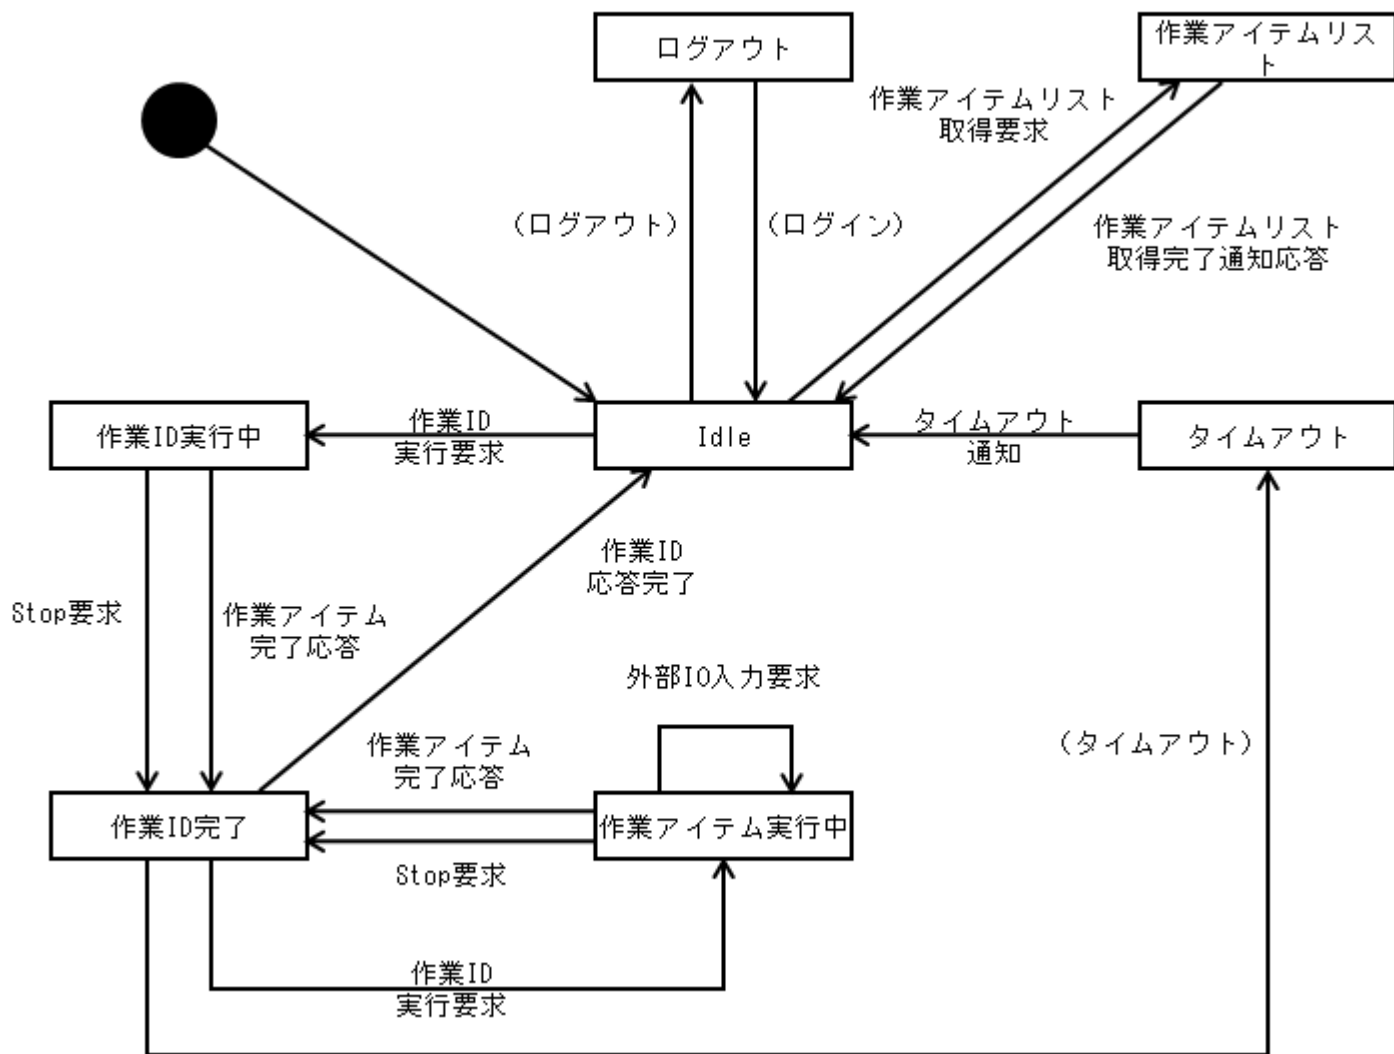 ログアウト
作業アイテムリス
ト
作業アイテムリスト
取得要求
(ログアウト)
(ログイン)
作業アイテムリスト
取得完了通知応答
作業ID実行中
作業ID
実行要求
Idle
タイムアウト
通知
タイムアウト
作業ID
応答完了
Stop要求
作業アイテム
完了応答
外部IO入力要求
作業アイテム
完了応答
(タイムアウト)
作業ID完了
作業アイテム実行中
Stop要求
作業ID
実行要求